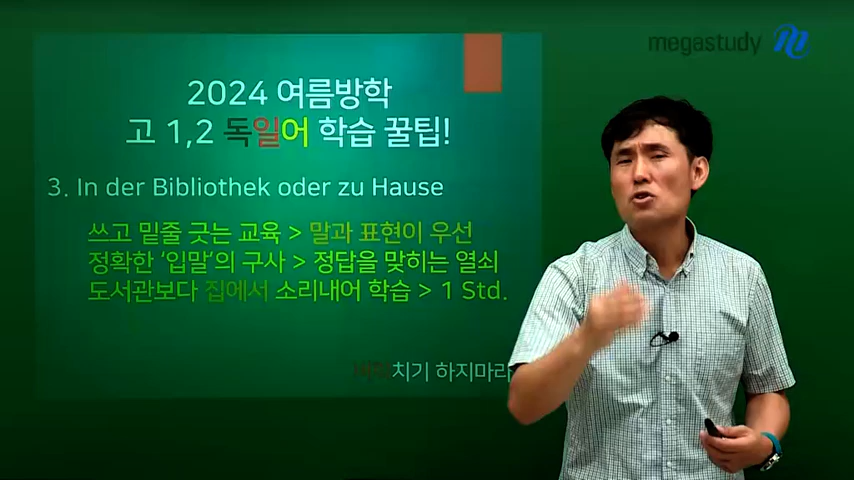 megastudy
2024 여름방학
고 1,2 독일어 학습 꿀팁!
3. In der Bibliothek oder zu Hause
쓰고 밑줄 긋는 교육 > 말과 표현이 우선
정확한 ‘입말’의 구사 > 정답을 맞히는 열쇠
도서관보다 집에서 소리내어 학습 > 1 Std.
치기 하지마라